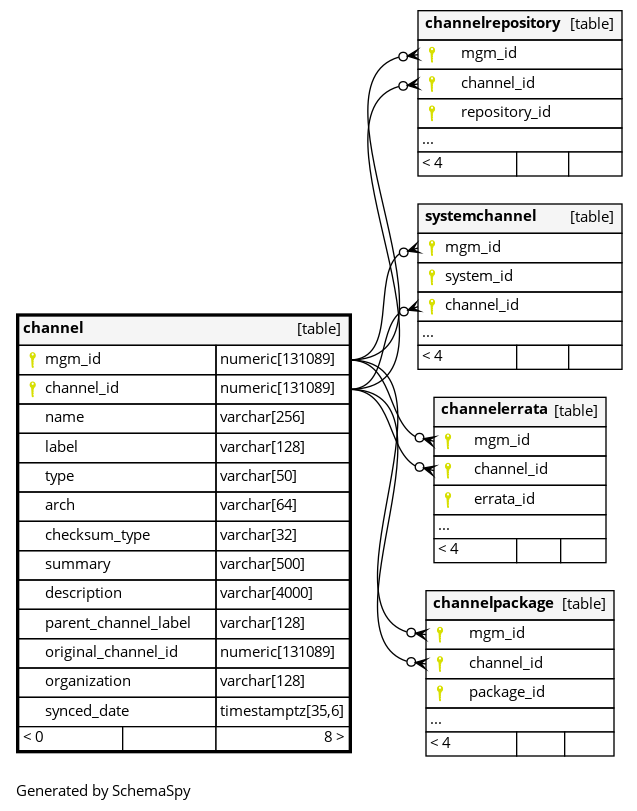 channelrepository [table]
mgm_id
channel_id
repository_id
...
< 4
systemchannel [table]
mgm_id
system_id
channel_id
...
< 4
channel [table]
mgm_id numeric[131089]
channel_id numeric[131089]
name varchar[256]
label varchar[128]
type varchar[50]
arch varchar[64]
checksum_type varchar[32]
summary varchar[500]
description varchar[4000]
parent_channel_label varchar[128]
original_channel_id numeric[131089]
organization varchar[128]
synced_date timestamptz[35,6]
< 0 8 >
channelerrata [table]
mgm_id
channel_id
errata_id
...
< 4
channelpackage [table]
mgm_id
channel_id
package_id
...
< 4
Generated by SchemaSpy